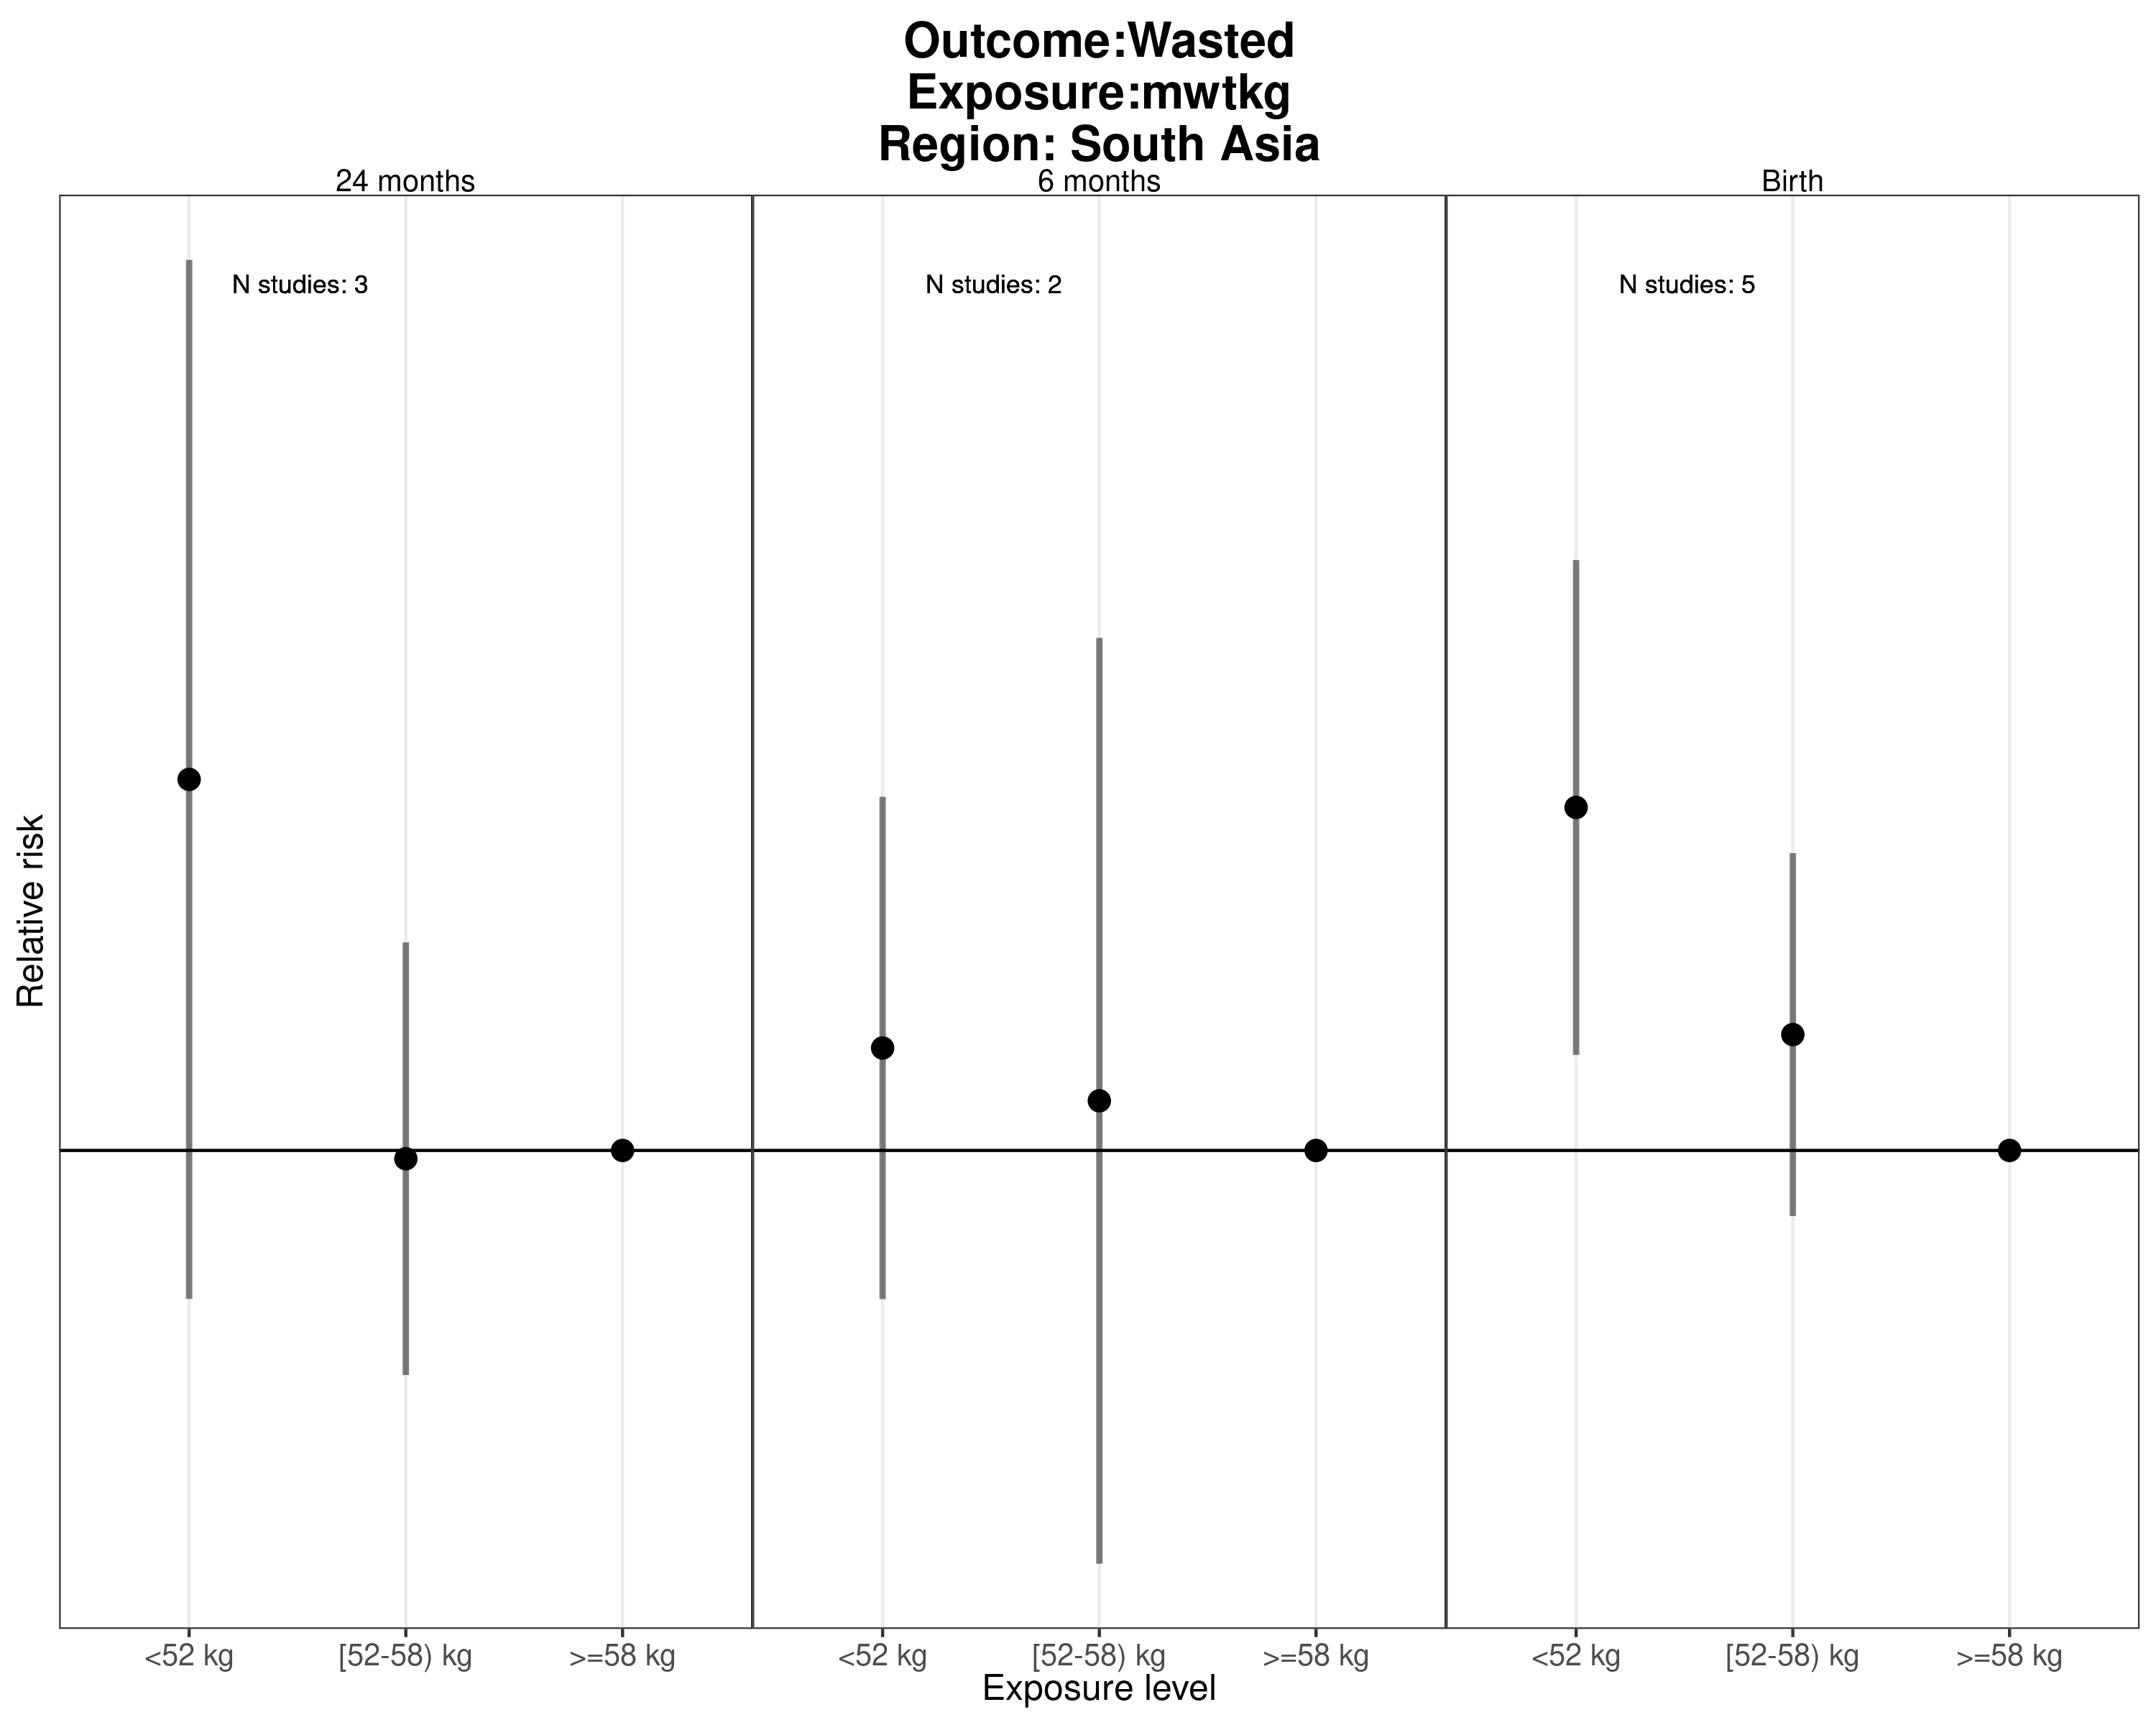 Outcome:Wasted
Exposure:mwtkg
Region: South Asia
24 months
6 months
Birth
N studies: 3
N studies: 2
N studies: 5
Relative risk
<52 kg
[52-58) kg
>=58 kg
<52 kg
[52-58) kg
>=58 kg
<52 kg
[52-58) kg
>=58 kg
Exposure level